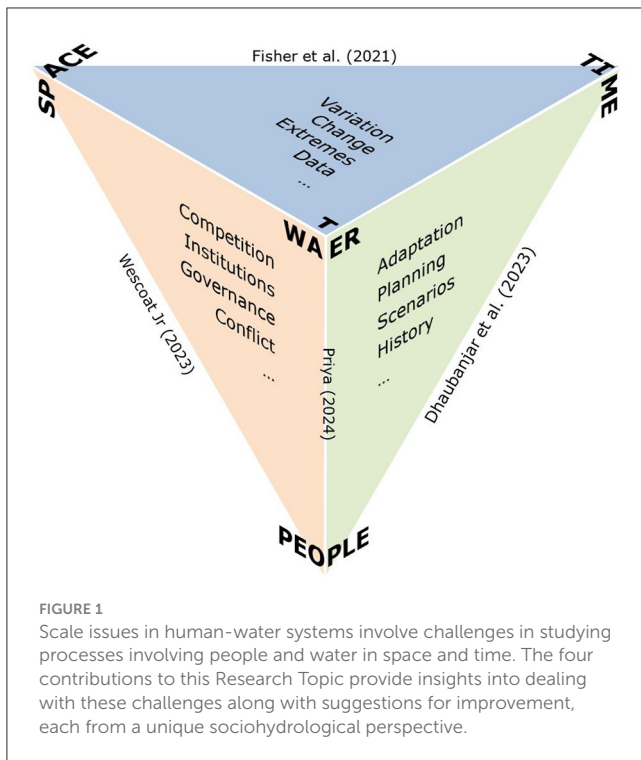 Fisher et al. (2021)
SPACE
TIME
Variation
Change
Extremes
Data
...
WATER
Competition
Institutions
Governance
Conflict
...
Adaptation
Planning
Scenarios
History
...
Wescoat Jr (2023)
Priya (2024)
Dhaubanjar et al. (2023)
PEOPLE
FIGURE 1
Scale issues in human-water systems involve challenges in studying
processes involving people and water in space and time. The four
contributions to this Research Topic provide insights into dealing
with these challenges along with suggestions for improvement,
each from a unique sociohydrological perspective.